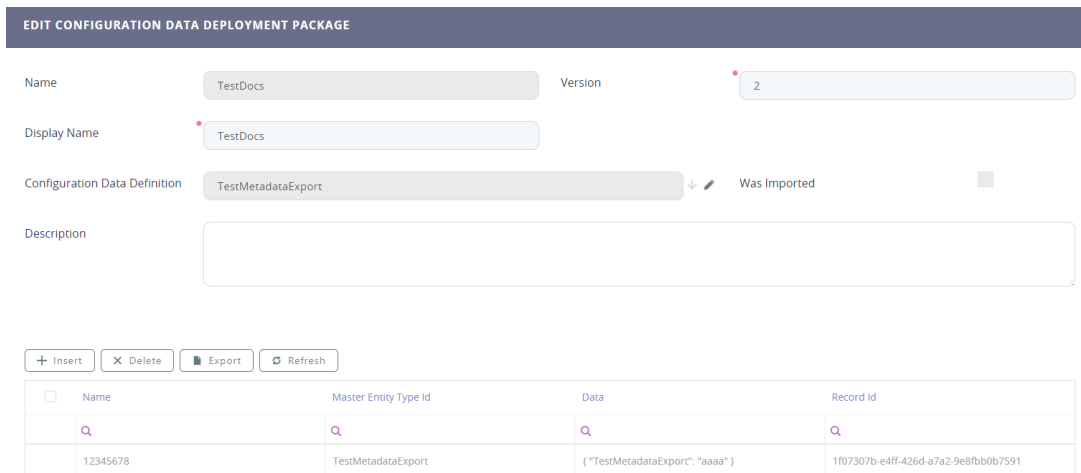 EDIT CONFIGURATION DATA DEPLOYMENT PACKAGE
Name TestDocs Version 2
Display Name TestDocs
Configuration Data Definition TestMetadataExport Was Imported
Description
Insert Delete Export Refresh
Name Master Entity Type Id Data Record Id
12345678 TestMetadataExport { "TestMetadataExport": "aaaa" } 1f07307b-e4ff-426d-a7a2-9e8fbb0b7591